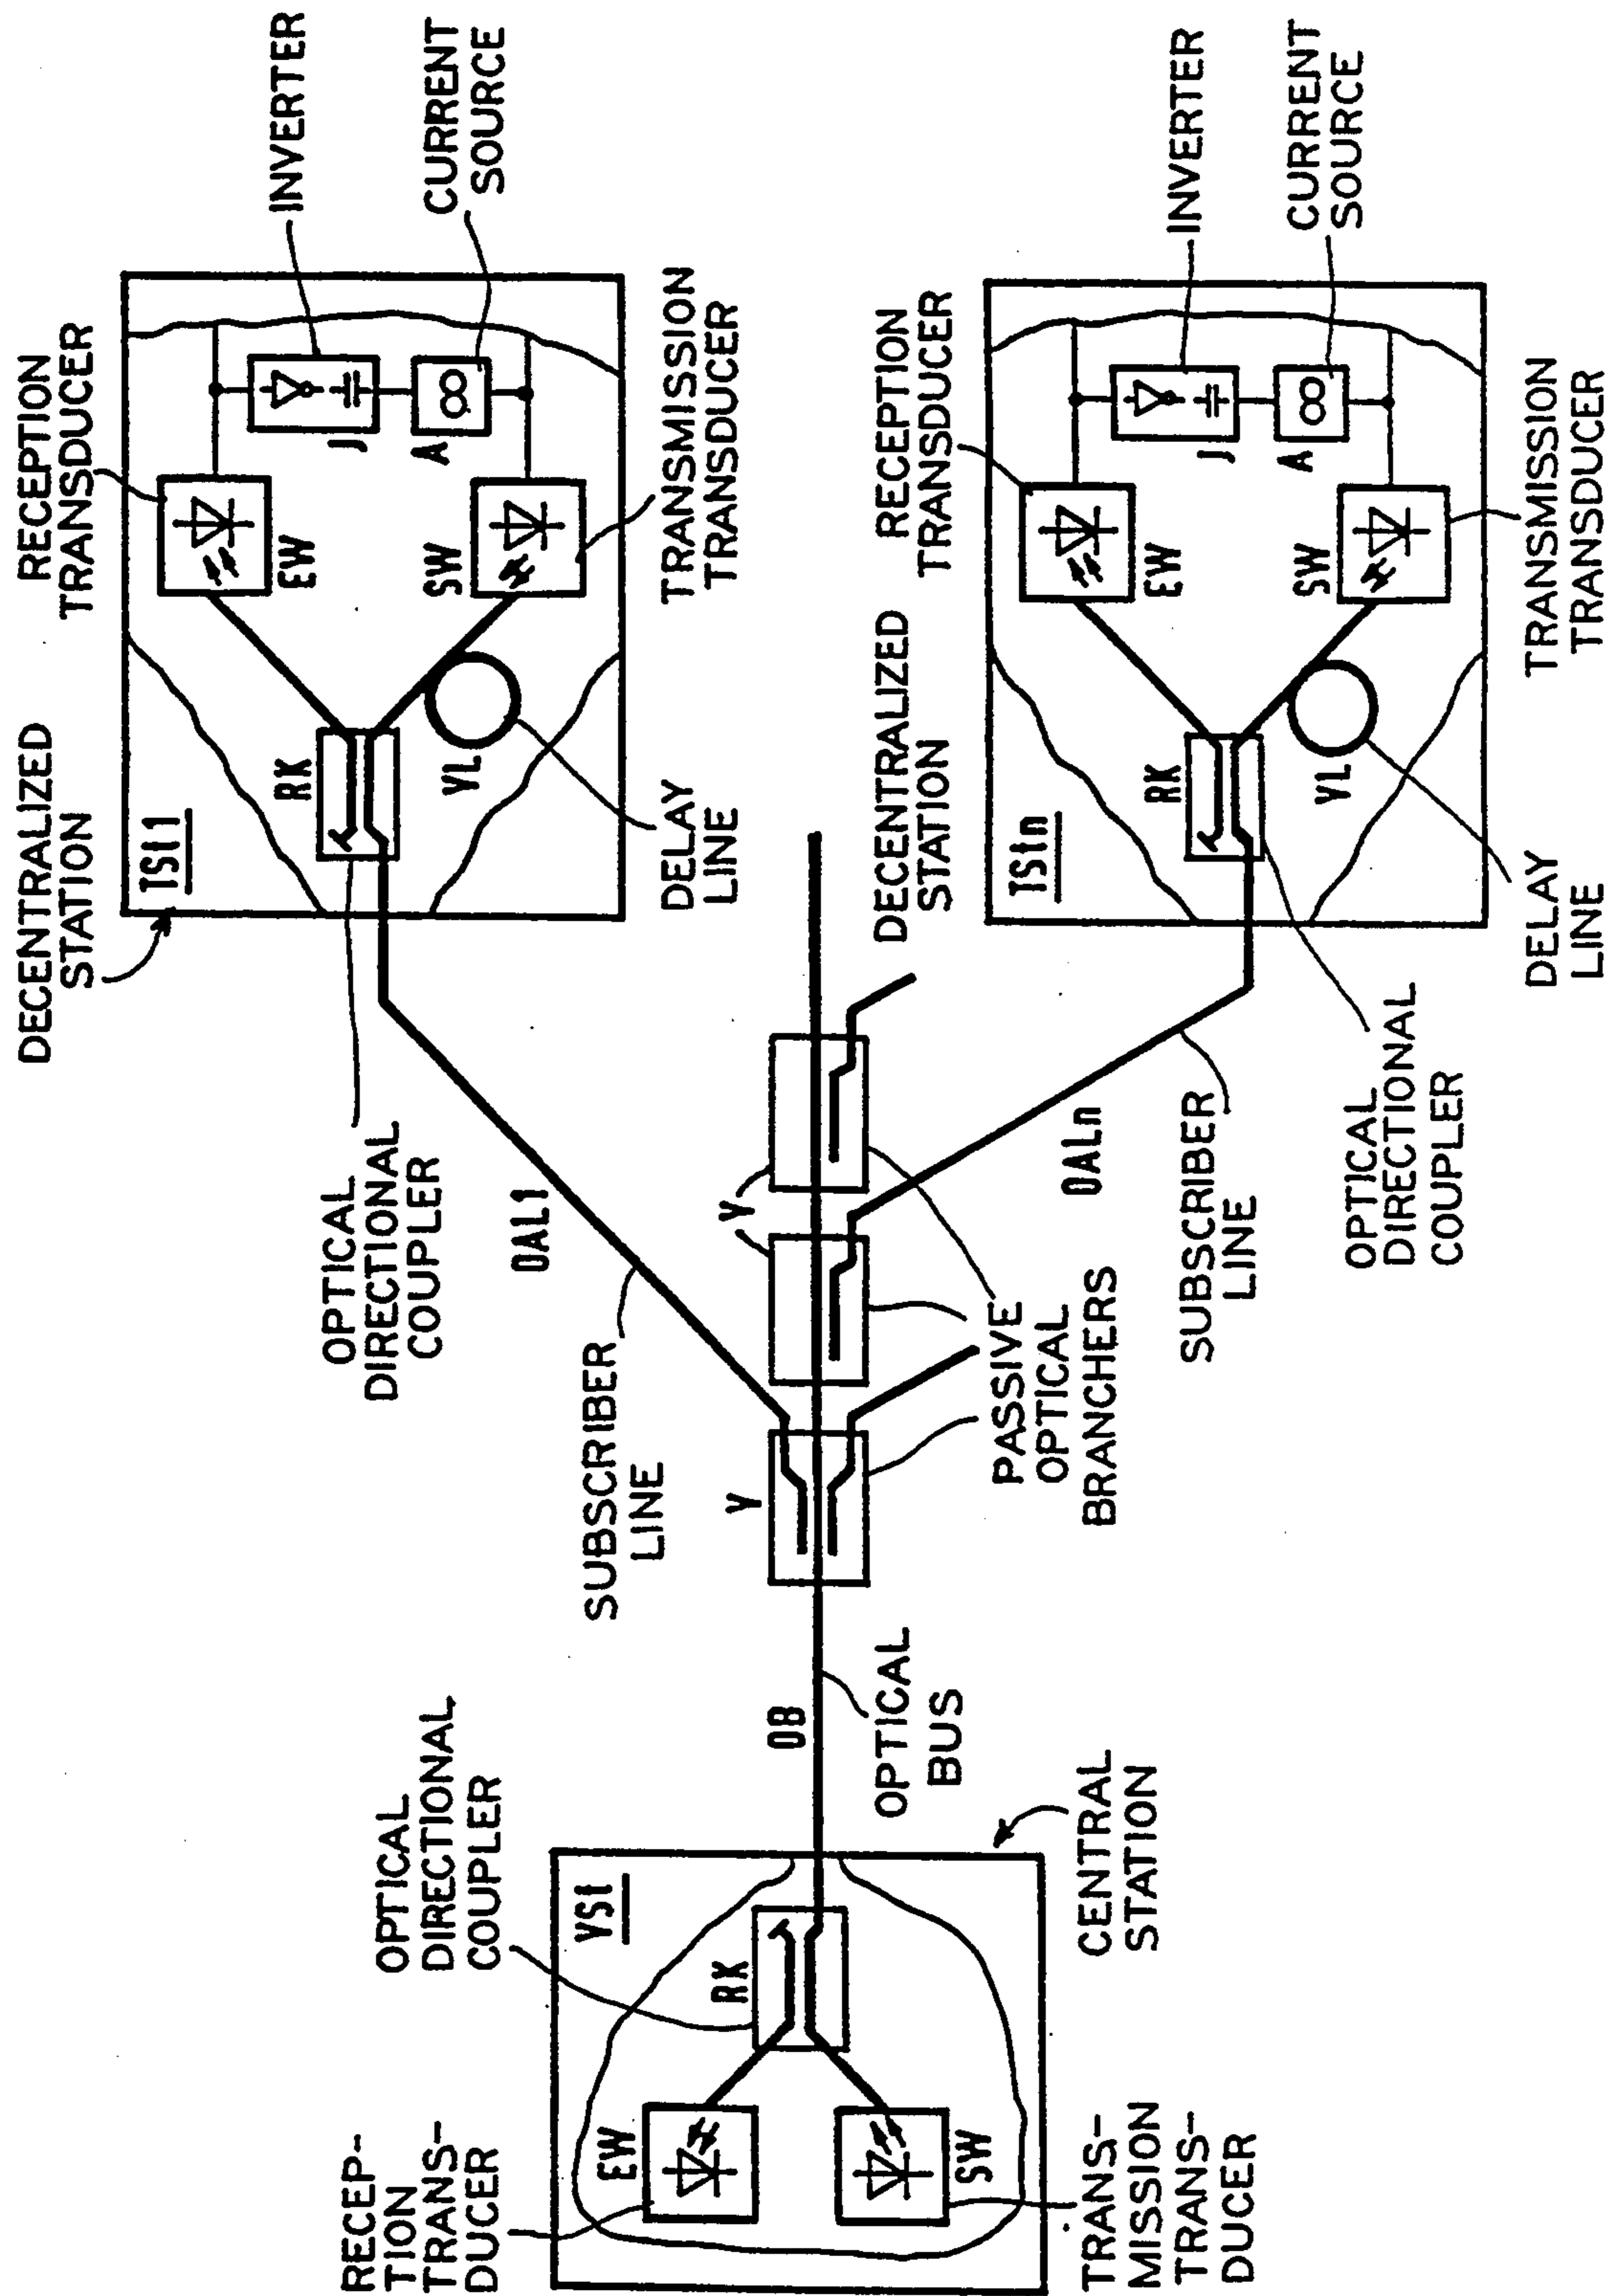 DECENTRALIZED
STATION
RECEPTION
TRANSDUCER
INVERTER
CURRENT
SOURCE
TSt1
RK
EW
SW
J
A
VL
DELAY
LINE
TRANSMISSION
TRANSDUCER
OPTICAL
DIRECTIONAL
COUPLER
OAL1
SUBSCRIBER
LINE
RECEP-
TION
TRANS-
DUCER
OPTICAL
DIRECTIONAL
COUPLER
VSt
EW
RK
SW
TRANS-
MISSION
TRANS-
DUCER
CENTRAL
STATION
OB
OPTICAL
BUS
V
V
PASSIVE
OPTICAL
BRANCHERS
OALn
SUBSCRIBER
LINE
OPTICAL
DIRECTIONAL
COUPLER
DECENTRALIZED
STATION
RECEPTION
TRANSDUCER
INVERTER
CURRENT
SOURCE
TStn
RK
EW
SW
J
A
VL
DELAY
LINE
TRANSMISSION
TRANSDUCER